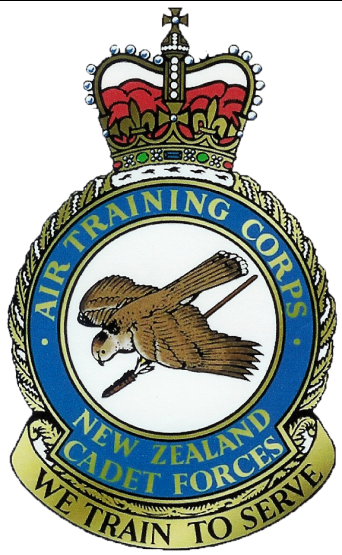 · AIR TRAINING CORPS ·
NEW ZEALAND
CADET FORCES
WE TRAIN TO SERVE